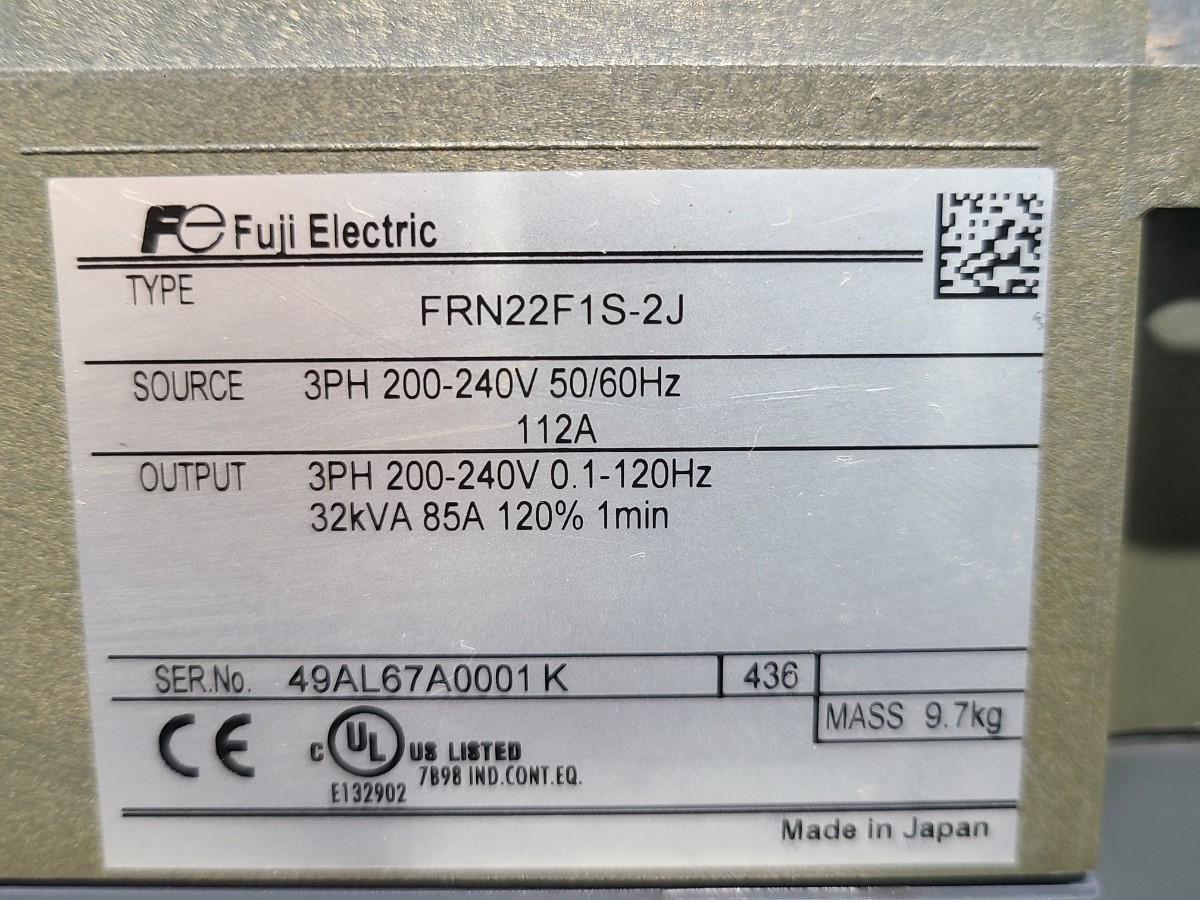 Fe Fuji Electric
TYPE
FRN22F1S-2J
SOURCE 3PH 200-240V 50/60Hz
112A
OUTPUT 3PH 200-240V 0.1-120Hz
32kVA 85A 120% 1min
SER.No. 49AL67A0001 K 436
MASS 9.7kg
CE C UL US LISTED
7B98 IND.CONT.EQ.
E132902
Made in Japan